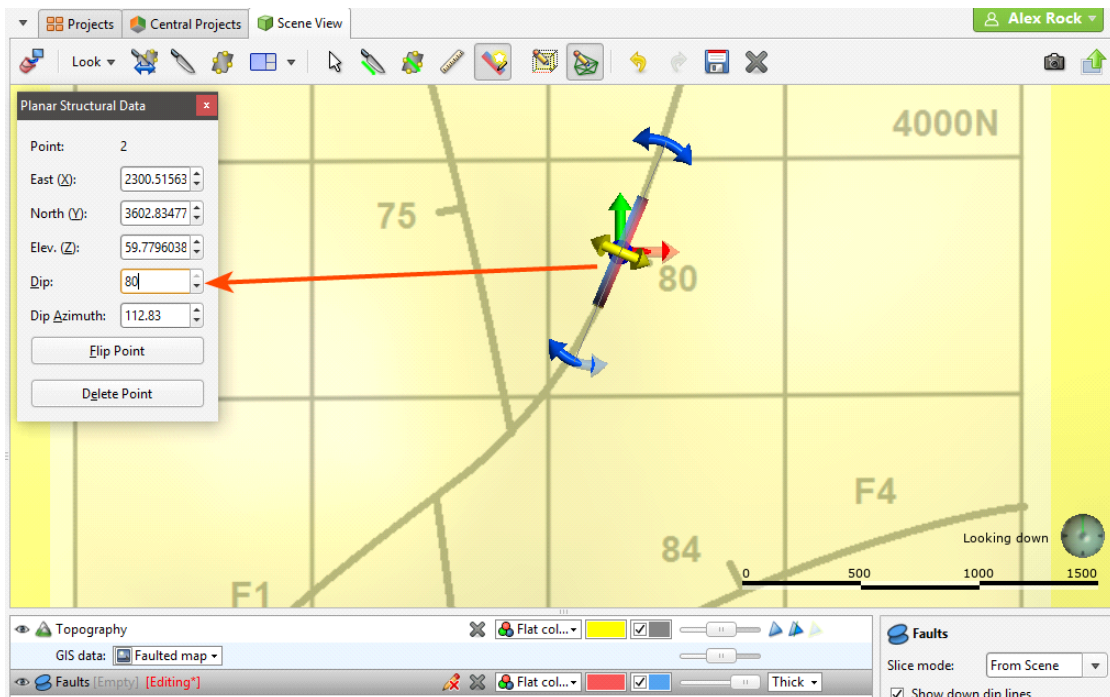 Projects
Central Projects
Scene View
Alex Rock
Look
Planar Structural Data
x
Point: 2
East (X): 2300.51563
North (Y): 3602.83477
Elev. (Z): 59.7796038
Dip: 80
Dip Azimuth: 112.83
Flip Point
Delete Point
4000N
75
80
F4
84
F1
Looking down
0 500 1000 1500
Topography Flat col...
GIS data: Faulted map
Faults [Empty] [Editing*] Flat col... Thick
Faults
Slice mode: From Scene
Show down dip lines